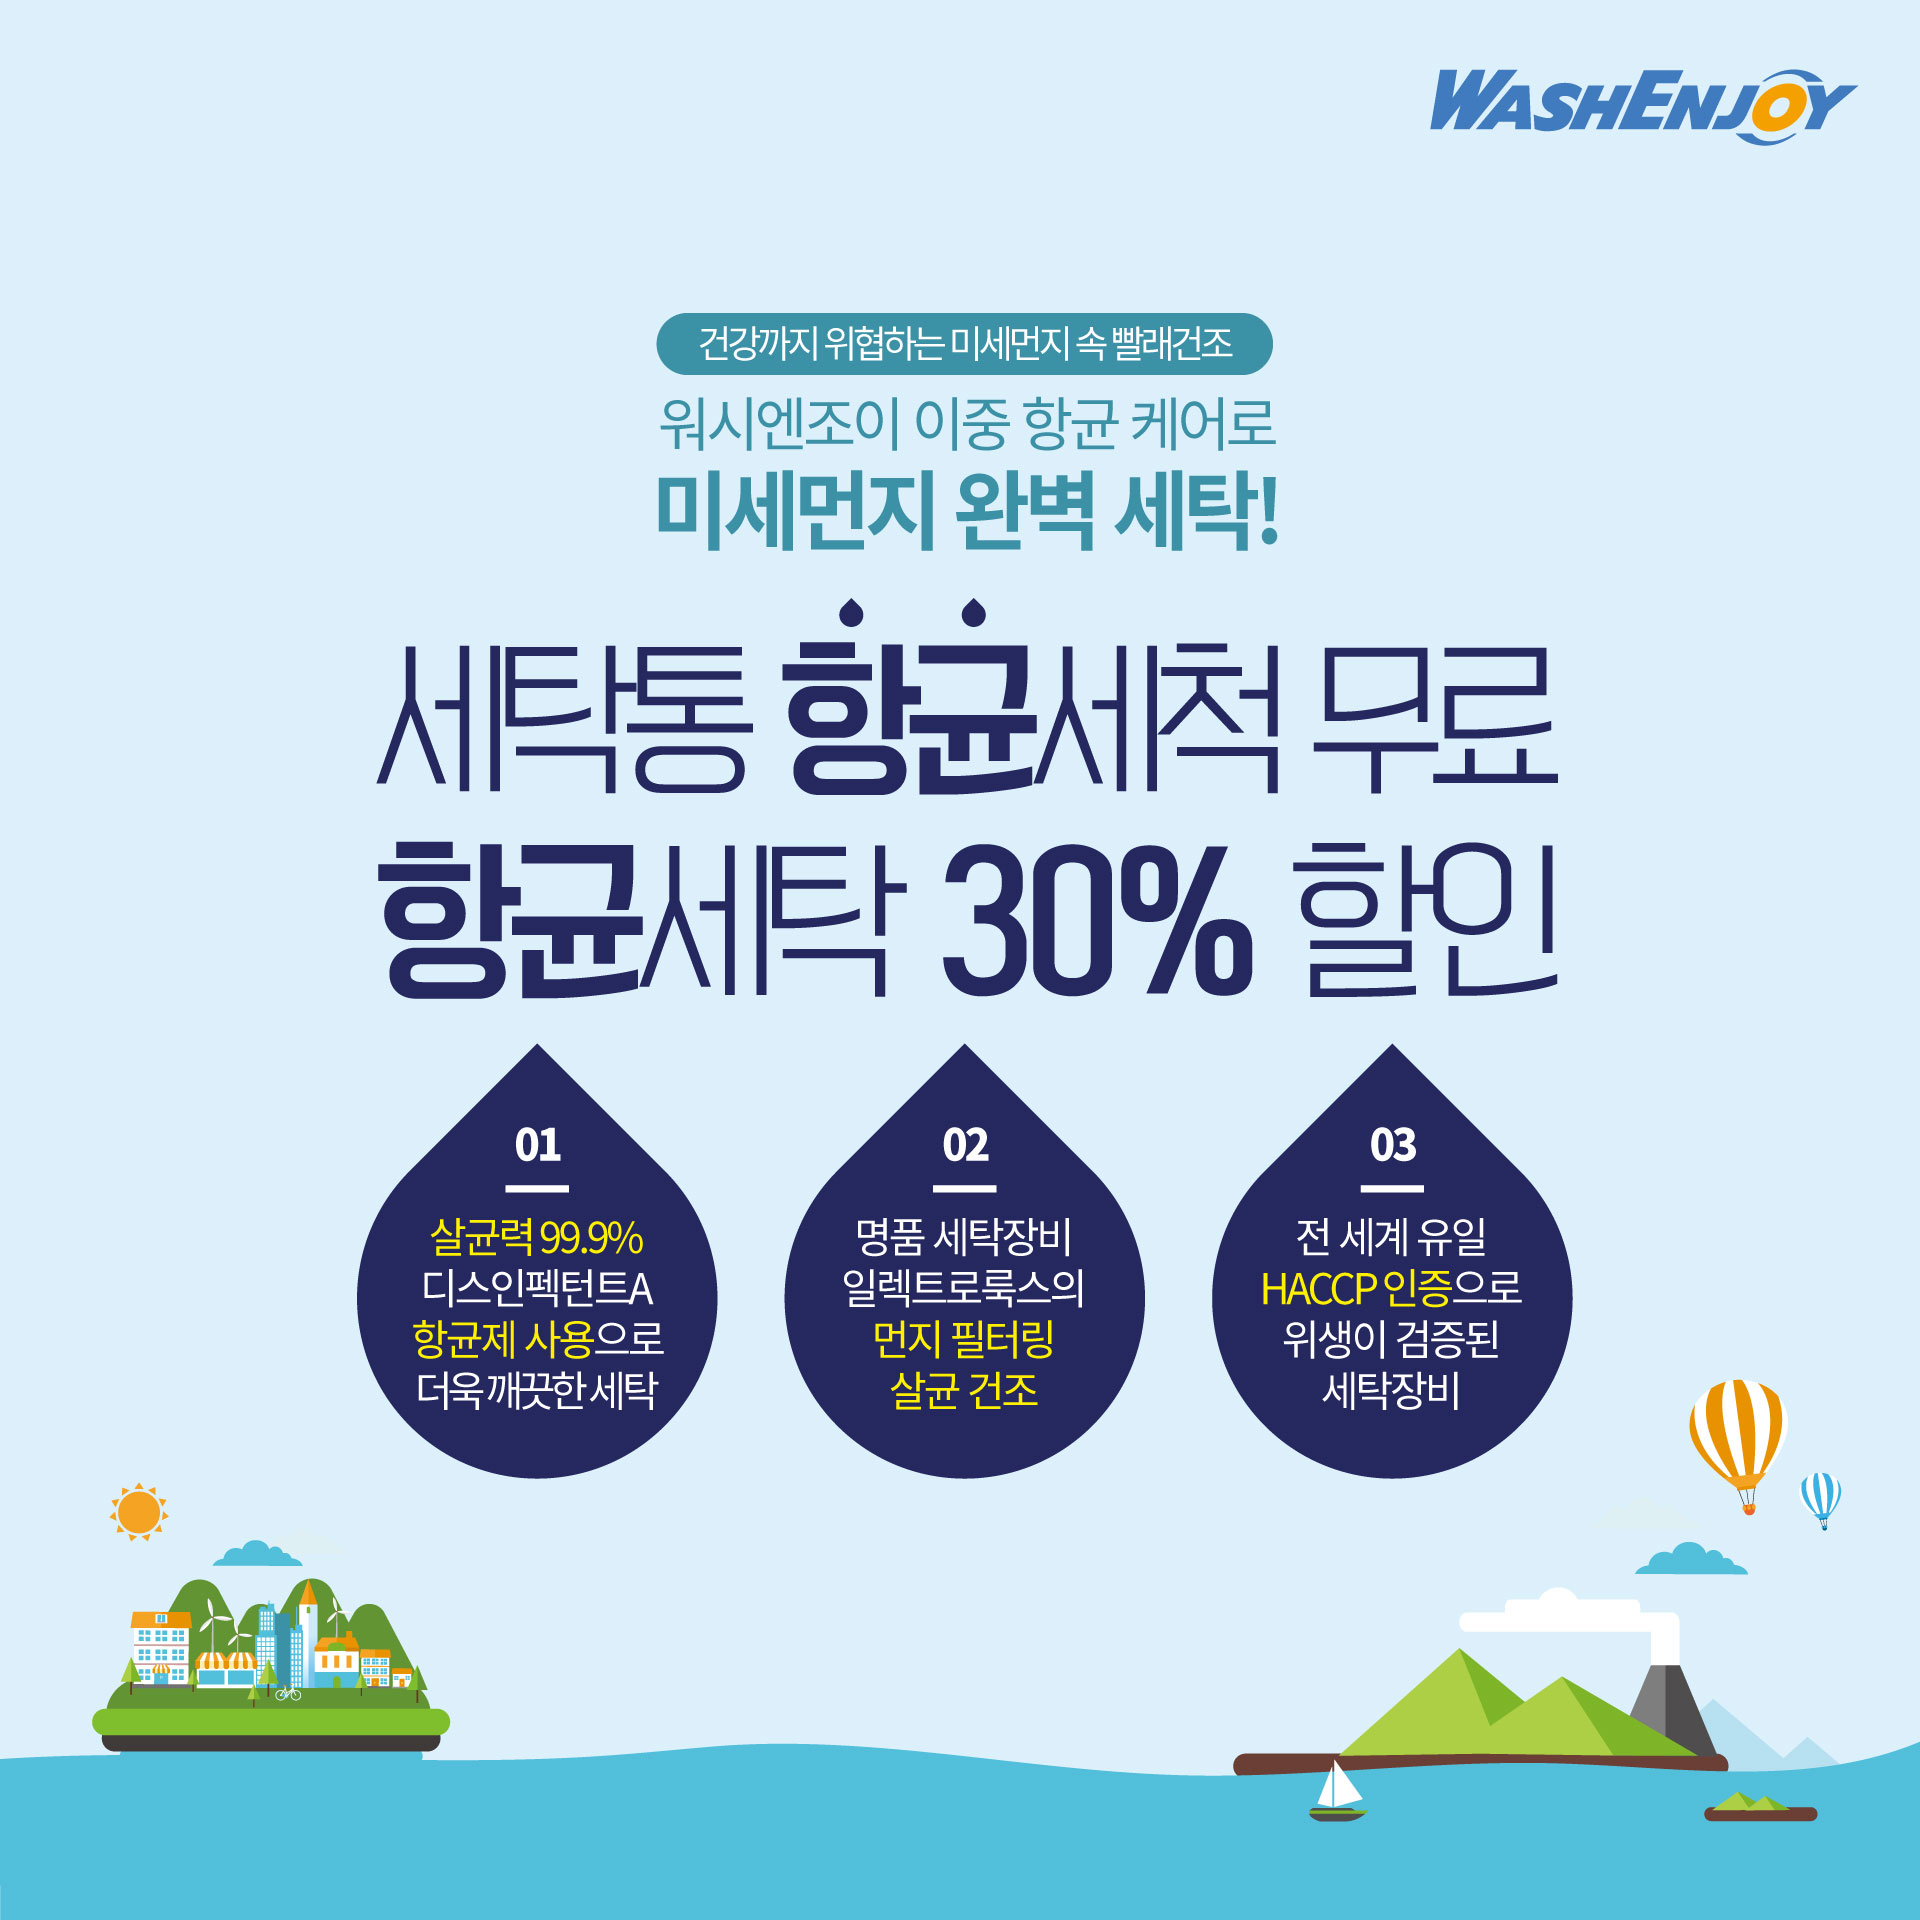 WASHENJOY
건강까지 위협하는 미세먼지 속 빨래건조
워시엔조이 이중 항균 케어로
미세먼지 완벽 세탁!
세탁통 항균세척 무료
항균세탁 30% 할인
01
살균력 99.9%
디스인펙턴트A
항균제 사용으로
더욱 깨끗한 세탁
02
명품 세탁장비
일렉트로룩스의
먼지 필터링
살균 건조
03
전 세계 유일
HACCP 인증으로
위생이 검증된
세탁장비